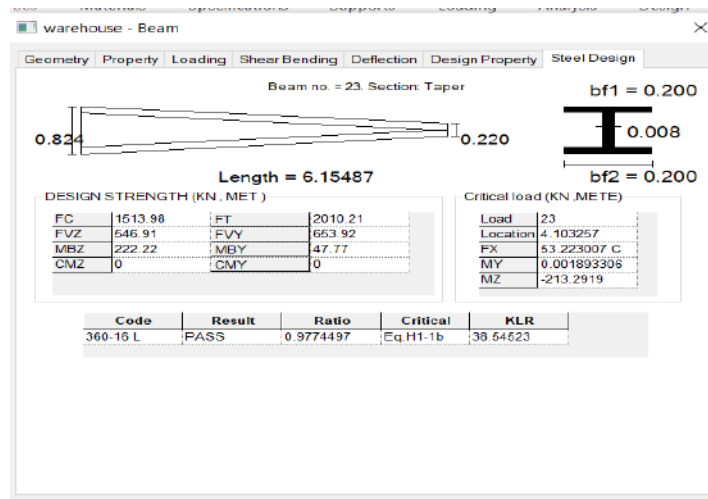 warehouse - Beam
Geometry Property Loading Shear Bending Deflection Design Property Steel Design
Beam no. = 23. Section: Taper
bf1 = 0.200
0.824
0.220
0.008
Length = 6.15487
bf2 = 0.200
DESIGN STRENGTH (KN , MET )
FC 1513.98 FT 2010.21
FVZ 546.91 FVY 653.92
MBZ 222.22 MBY 47.77
CMZ 0 CMY 0
Critical load (KN ,METE)
Load 23
Location 4.103257
FX 53.223007 C
MY 0.001893306
MZ -213.2919
Code Result Ratio Critical KLR
360-16 L PASS 0.9774497 Eq.H1-1b 38.54523